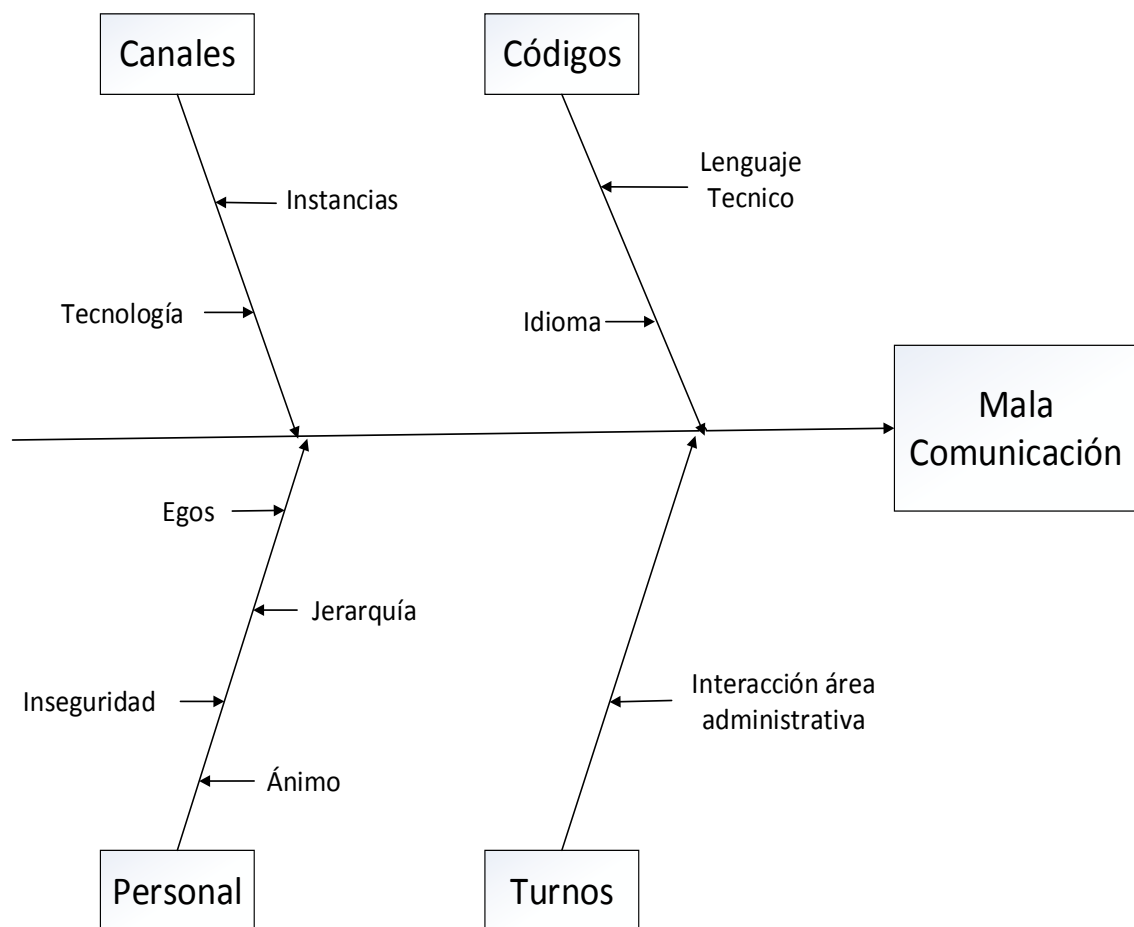 Canales
Códigos
Lenguaje
Tecnico
Instancias
Tecnología
Idioma
Mala
Comunicación
Egos
Jerarquía
Inseguridad
Interacción área
administrativa
Ánimo
Personal
Turnos